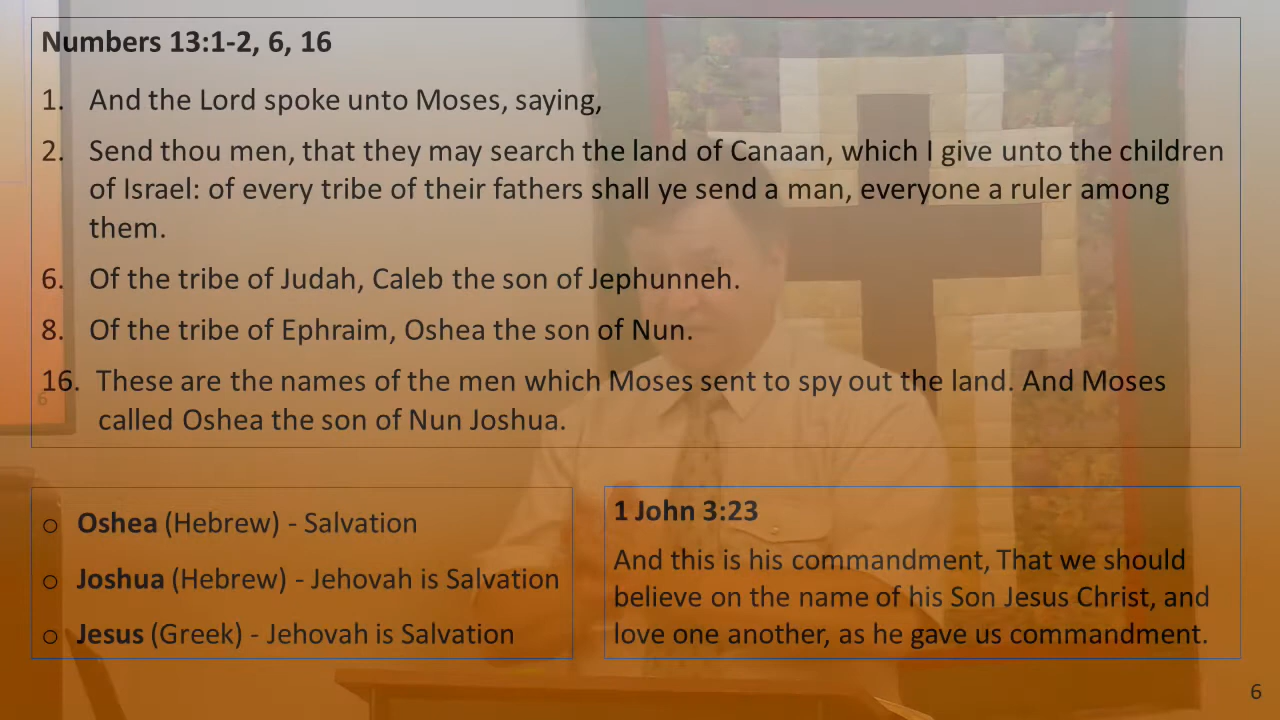 Numbers 13:1-2, 6, 16
1. And the Lord spoke unto Moses, saying,
2. Send thou men, that they may search the land of Canaan, which I give unto the children
of Israel: of every tribe of their fathers shall ye send a man, everyone a ruler among
them.
6. Of the tribe of Judah, Caleb the son of Jephunneh.
8. Of the tribe of Ephraim, Oshea the son of Nun.
16. These are the names of the men which Moses sent to spy out the land. And Moses
called Oshea the son of Nun Joshua.
6
o Oshea (Hebrew) - Salvation
o Joshua (Hebrew) - Jehovah is Salvation
o Jesus (Greek) - Jehovah is Salvation
1 John 3:23
And this is his commandment, That we should
believe on the name of his Son Jesus Christ, and
love one another, as he gave us commandment.
6